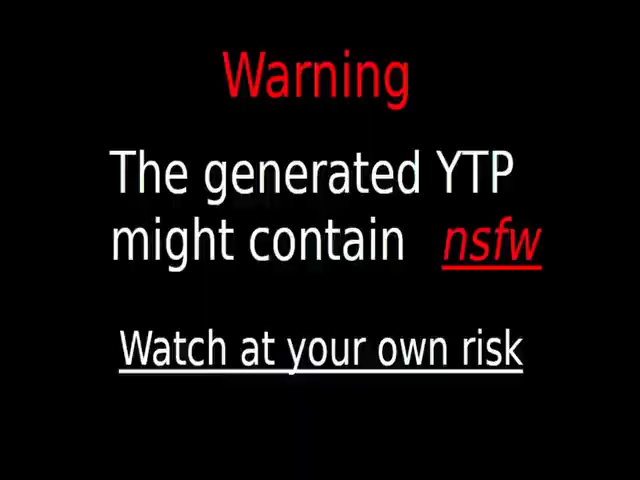 Warning
The generated YTP
might contain nsfw
Watch at your own risk